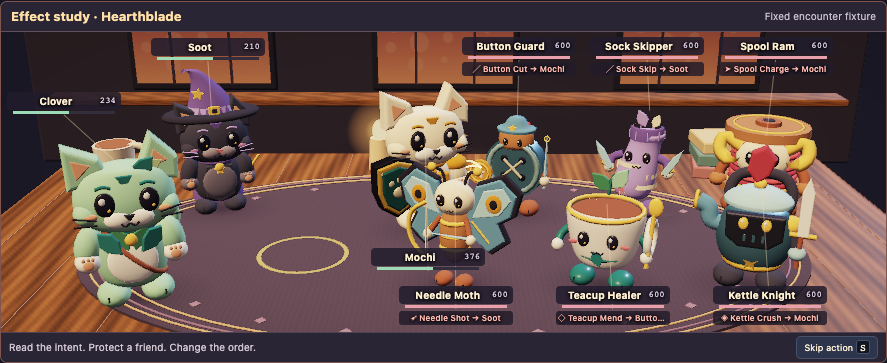 Effect study · Hearthblade
Fixed encounter fixture
Soot 210
Button Guard 600
Button Cut → Mochi
Sock Skipper 600
Sock Skip → Soot
Spool Ram 600
Spool Charge → Mochi
Clover 234
Mochi 376
Needle Moth 600
Needle Shot → Soot
Teacup Healer 600
Teacup Mend → Butto...
Kettle Knight 600
Kettle Crush → Mochi
Read the intent. Protect a friend. Change the order.
Skip action S